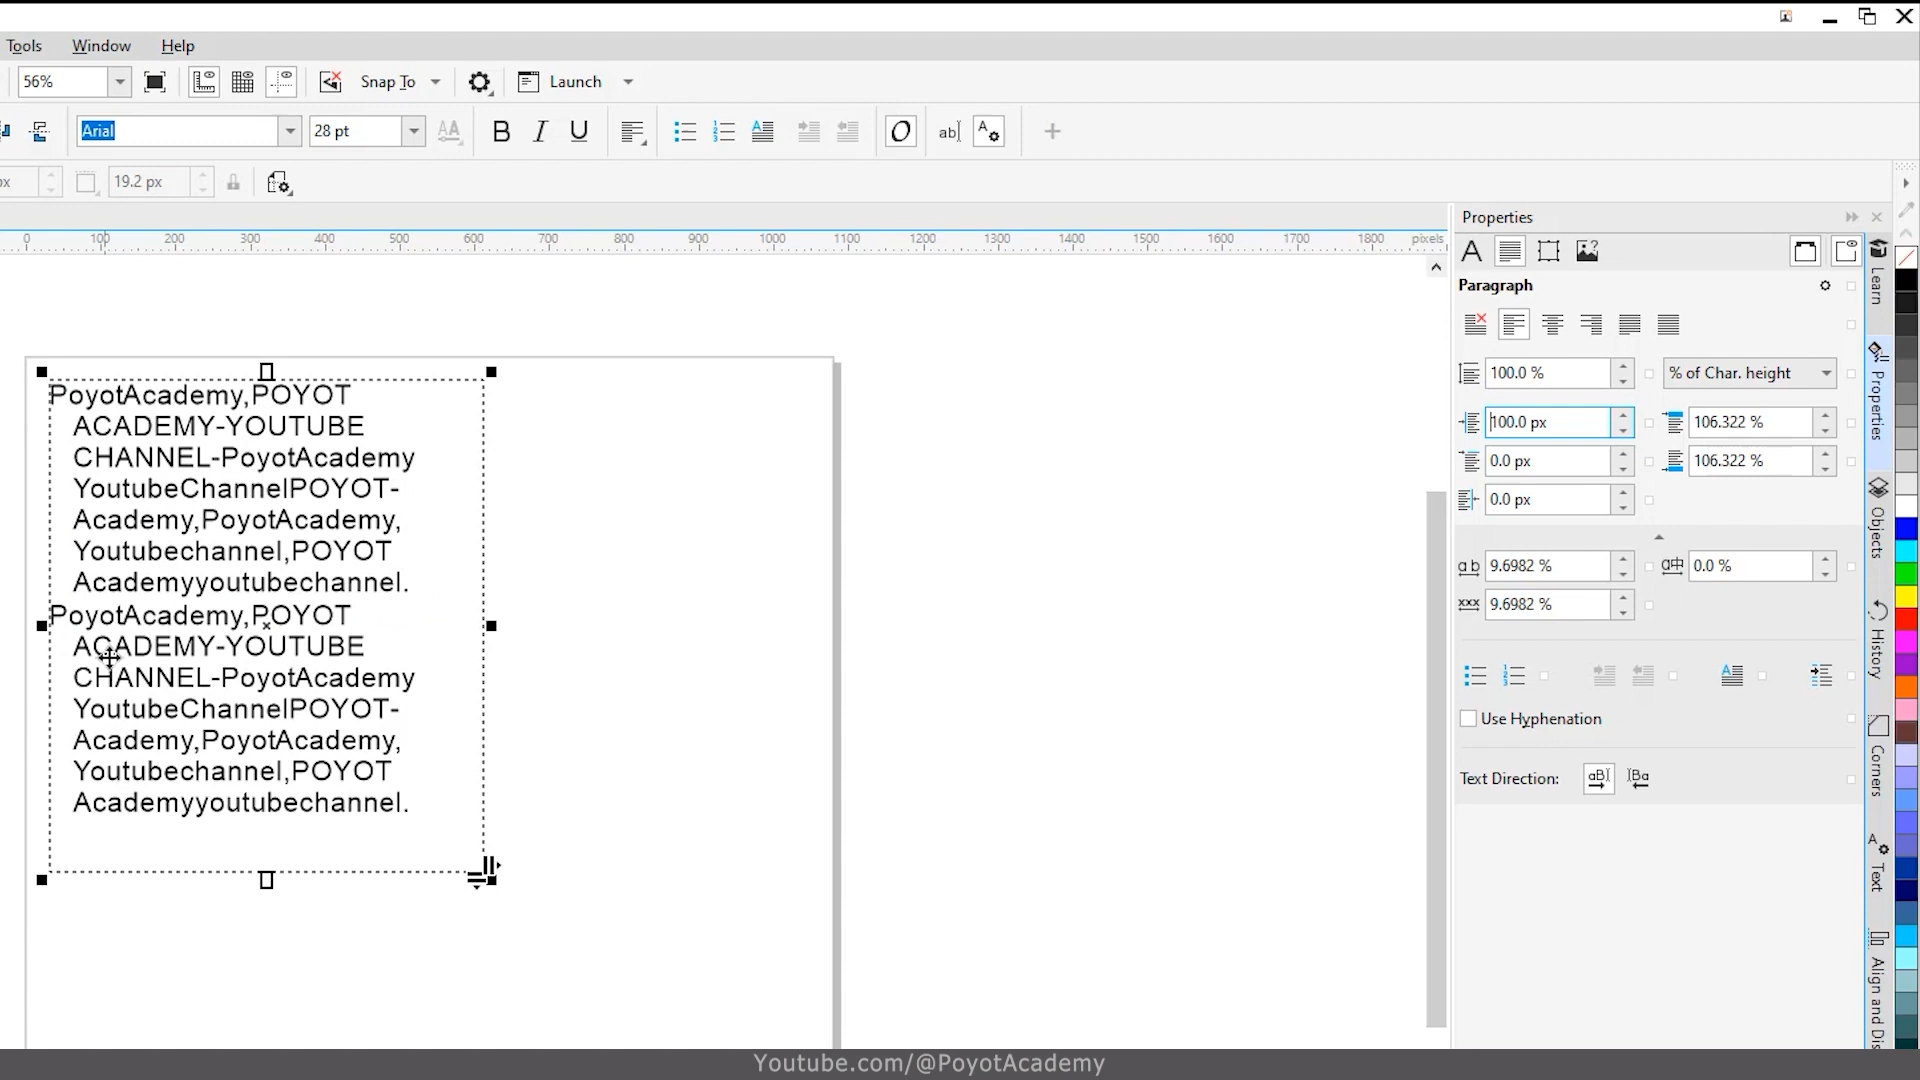 Tools Window Help
56% Snap To Launch
Arial 28 pt B I U O ab
px 19.2 px
0 100 200 300 400 500 600 700 800 900 1000 1100 1200 1300 1400 1500 1600 1700 1800 pixels
PoyotAcademy,POYOT
ACADEMY-YOUTUBE
CHANNEL-PoyotAcademy
YoutubeChannelPOYOT-
Academy,PoyotAcademy,
Youtubechannel,POYOT
Academyyoutubechannel.
PoyotAcademy,POYOT
ACADEMY-YOUTUBE
CHANNEL-PoyotAcademy
YoutubeChannelPOYOT-
Academy,PoyotAcademy,
Youtubechannel,POYOT
Academyyoutubechannel.
Properties
Paragraph
100.0 % % of Char. height
100.0 px 106.322 %
0.0 px 106.322 %
0.0 px
9.6982 % 0.0 %
9.6982 %
Use Hyphenation
Text Direction:
Learn
Properties
Objects
History
Corners
Text
Align and Dis
Youtube.com/@PoyotAcademy